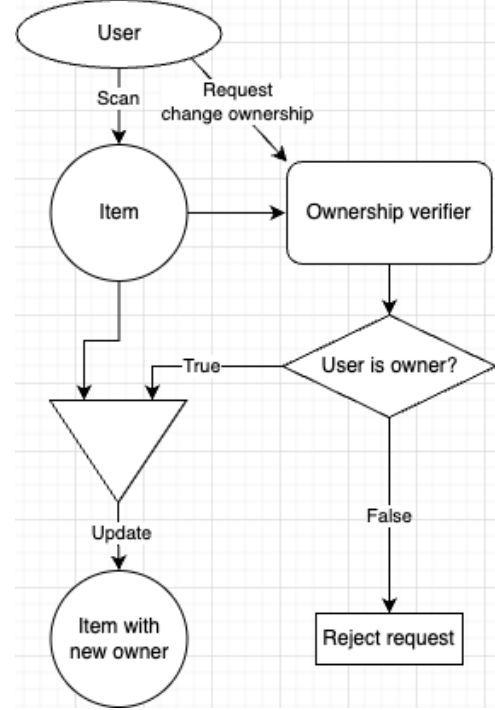 User
Scan
Request
change ownership
Item
Ownership verifier
True
User is owner?
Update
False
Item with
new owner
Reject request